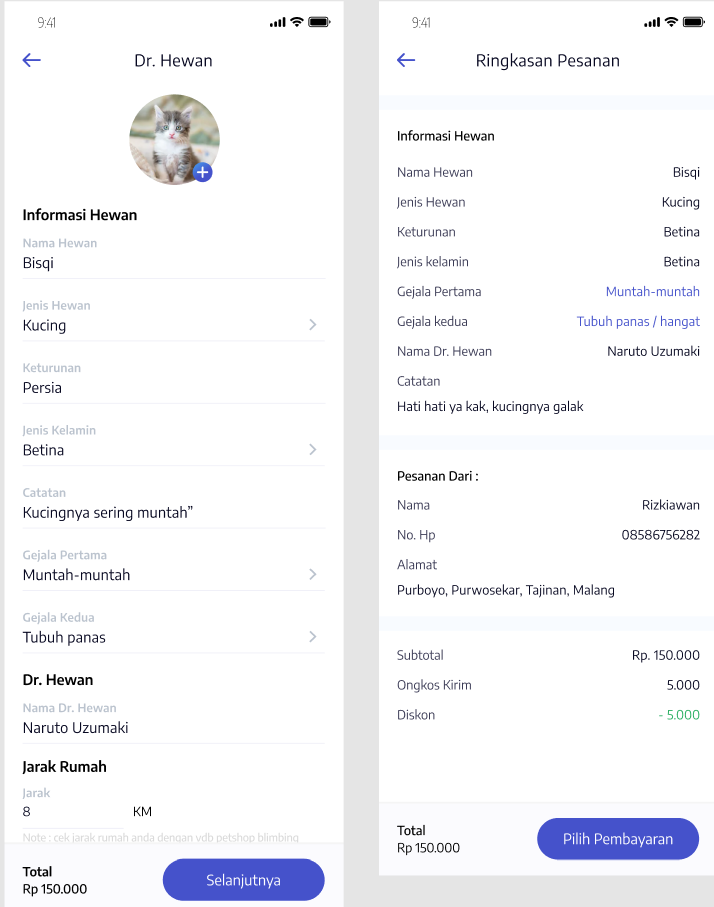 9:41
Dr. Hewan
Informasi Hewan
Nama Hewan
Bisqi
Jenis Hewan
Kucing
Keturunan
Persia
Jenis Kelamin
Betina
Catatan
Kucingnya sering muntah”
Gejala Pertama
Muntah-muntah
Gejala Kedua
Tubuh panas
Dr. Hewan
Nama Dr. Hewan
Naruto Uzumaki
Jarak Rumah
Jarak
8 KM
Note : cek jarak rumah anda dengan vdb petshop blimbing
Total
Rp 150.000
Selanjutnya
9:41
Ringkasan Pesanan
Informasi Hewan
Nama Hewan Bisqi
Jenis Hewan Kucing
Keturunan Betina
Jenis kelamin Betina
Gejala Pertama Muntah-muntah
Gejala kedua Tubuh panas / hangat
Nama Dr. Hewan Naruto Uzumaki
Catatan
Hati hati ya kak, kucingnya galak
Pesanan Dari :
Nama Rizkiawan
No. Hp 08586756282
Alamat
Purboyo, Purwosekar, Tajinan, Malang
Subtotal Rp. 150.000
Ongkos Kirim 5.000
Diskon - 5.000
Total
Rp 150.000
Pilih Pembayaran